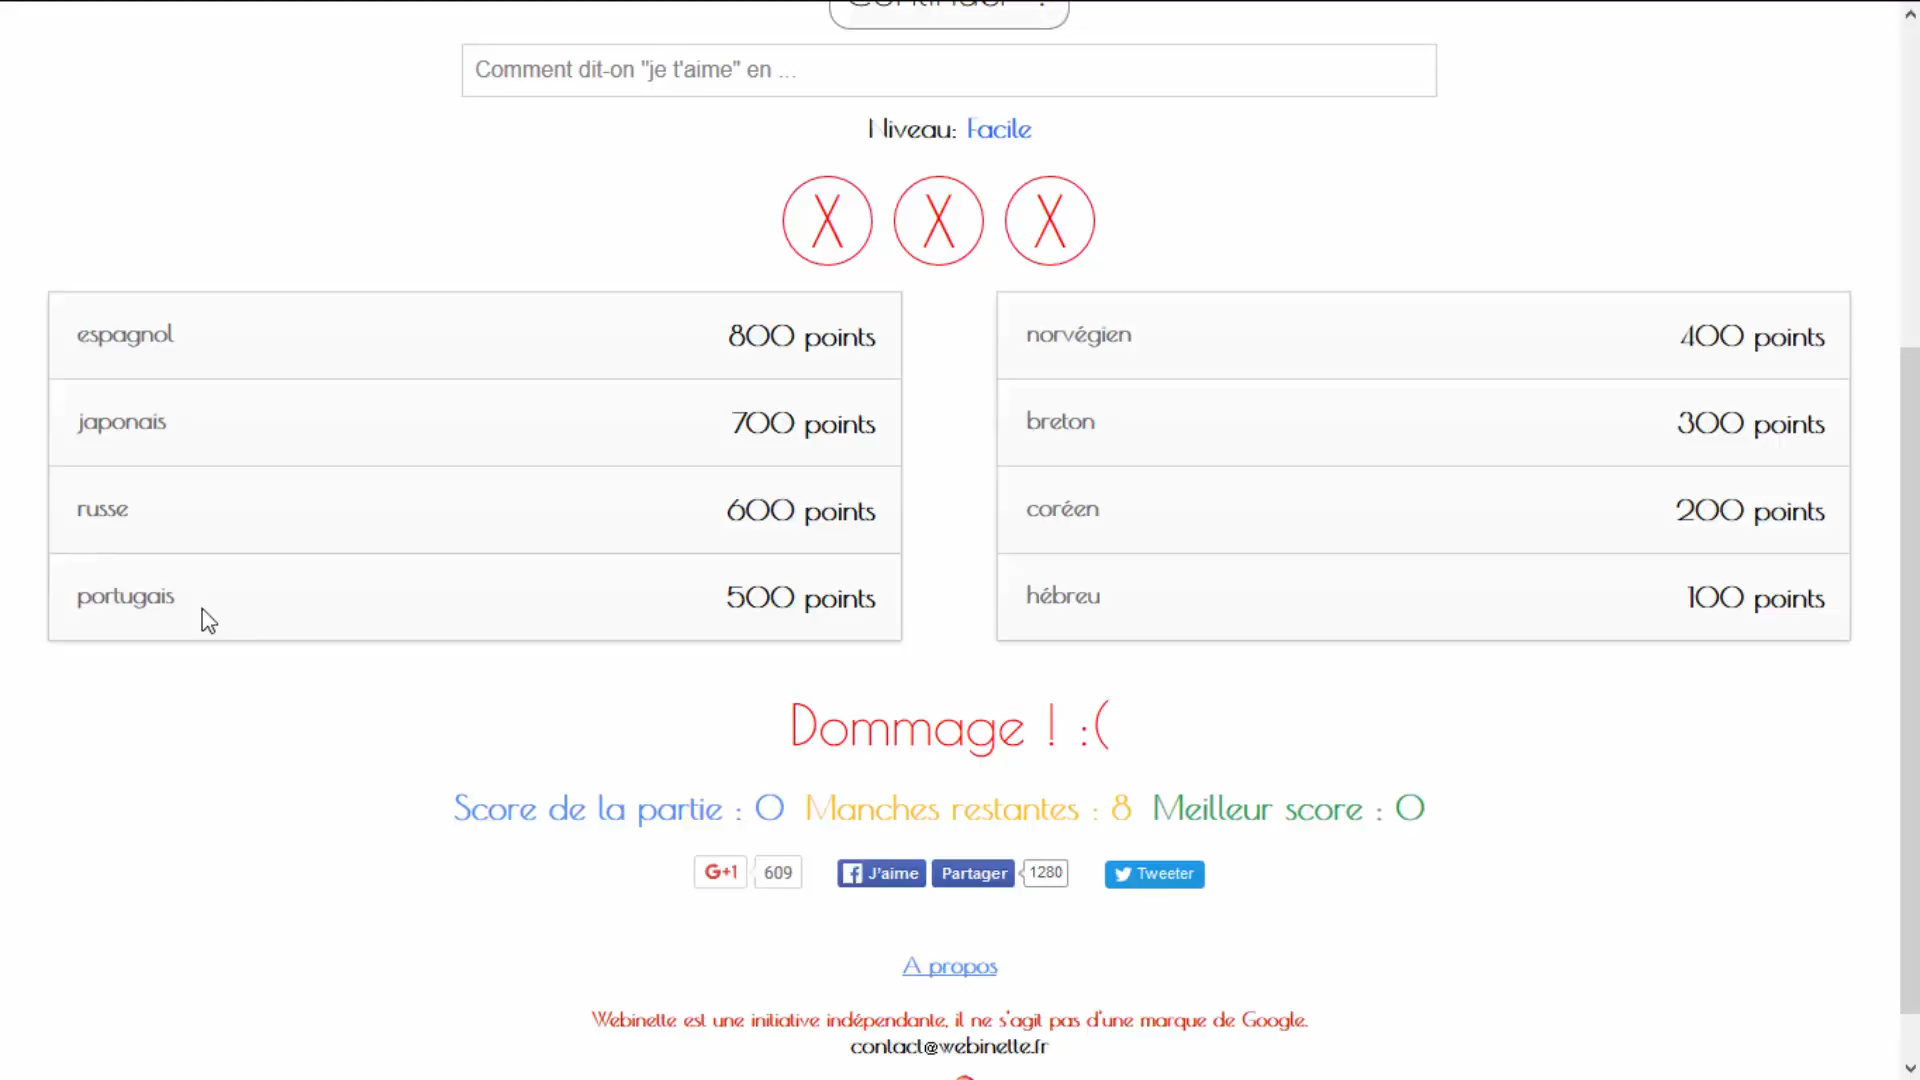 Continuer !
Comment dit-on "je t'aime" en ...
Niveau: Facile
X X X
espagnol 800 points
japonais 700 points
russe 600 points
portugais 500 points
norvégien 400 points
breton 300 points
coréen 200 points
hébreu 100 points
Dommage ! :(
Score de la partie : 0 Manches restantes : 8 Meilleur score : 0
G+1 609 J'aime Partager 1280 Tweeter
A propos
Webinette est une initiative indépendante, il ne s'agit pas d'une marque de Google.
contact@webinette.fr